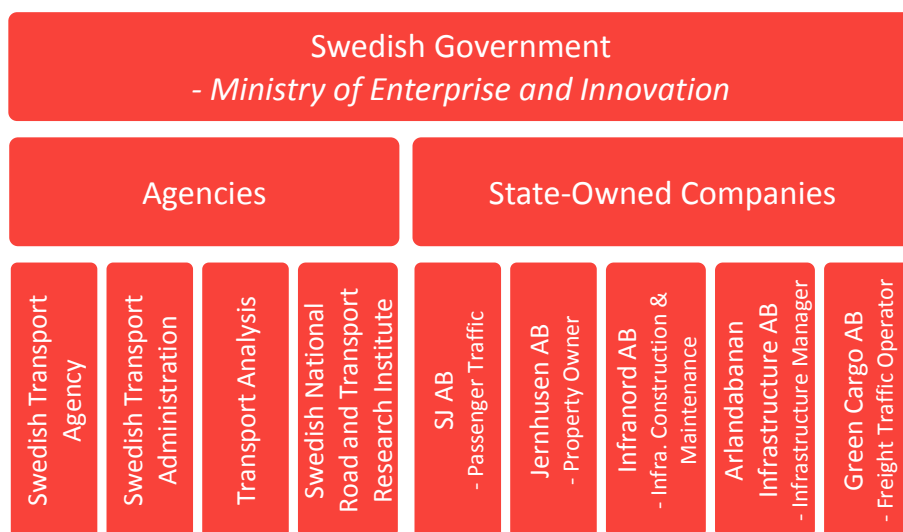 Swedish Government
- Ministry of Enterprise and Innovation
Agencies
State-Owned Companies
Swedish Transport
Agency
Swedish Transport
Administration
Transport Analysis
Swedish National
Road and Transport
Research Institute
SJ AB
- Passenger Traffic
Jernhusen AB
- Property Owner
Infranord AB
- Infra. Construction &
Maintenance
Arlandabanan
Infrastructure AB
- Infrastructure Manager
Green Cargo AB
- Freight Traffic Operator